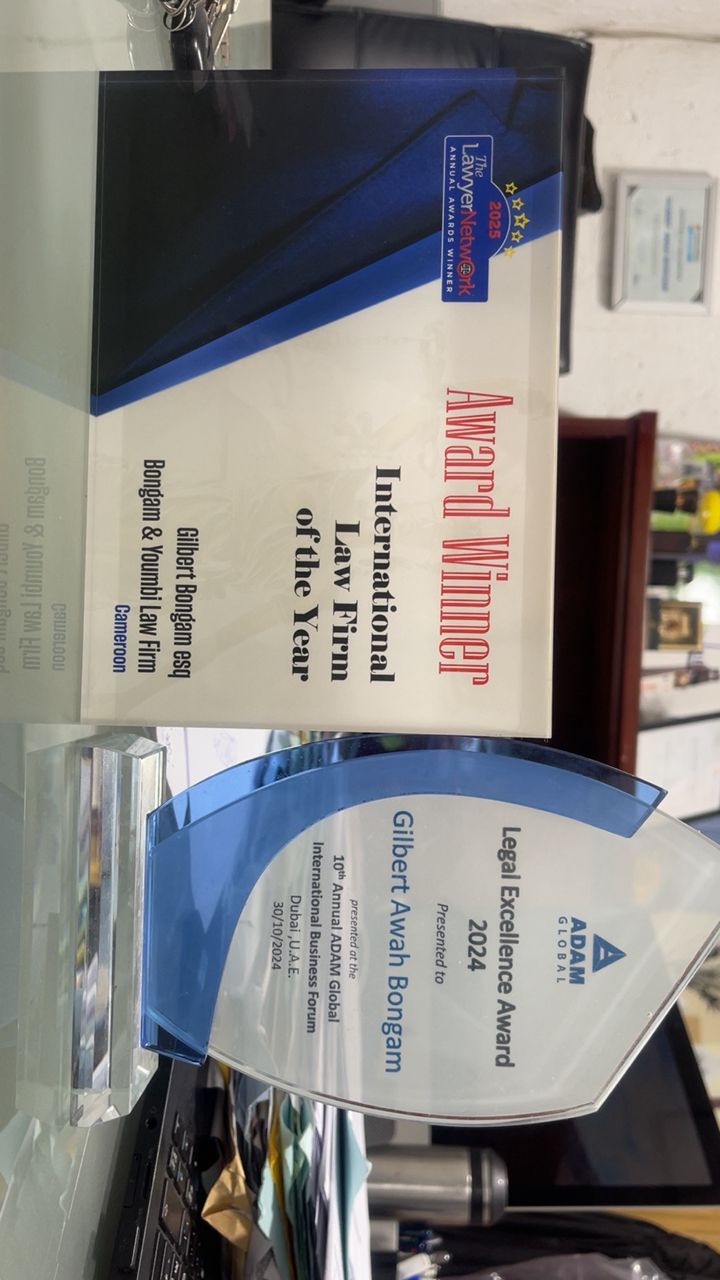 2025
The
LawyerNetwork
ANNUAL AWARDS WINNER
Award Winner
International
Law Firm
of the Year
Gilbert Bongam esq
Bongam & Youmbi Law Firm
Cameroon
ADAM
GLOBAL
Legal Excellence Award
2024
Presented to
Gilbert Awah Bongam
presented at the
10th Annual ADAM Global
International Business Forum
Dubai ,U.A.E.
30/10/2024